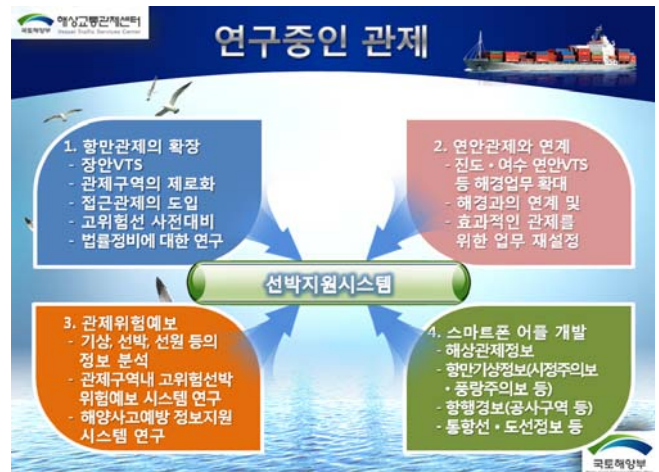 국토해양부 해상교통관제센터
Vessel Traffic Services Center
연구중인 관제
1. 항만관제의 확장
- 장안VTS
- 관제구역의 제로화
- 접근관제의 도입
- 고위험선 사전대비
- 법률정비에 대한 연구
2. 연안관제와 연계
- 진도・여수 연안VTS
등 해경업무 확대
- 해경과의 연계 및
- 효과적인 관제를
위한 업무 재설정
선박지원시스템
3. 관제위험예보
- 기상, 선박, 선원 등의
정보 분석
- 관제구역내 고위험선박
위험예보 시스템 연구
- 해양사고예방 정보지원
시스템 연구
4. 스마트폰 어플 개발
- 해상관제정보
- 항만기상정보(시정주의보
・풍랑주의보 등)
- 항행경보(공사구역 등)
- 통항선・도선정보 등
국토해양부